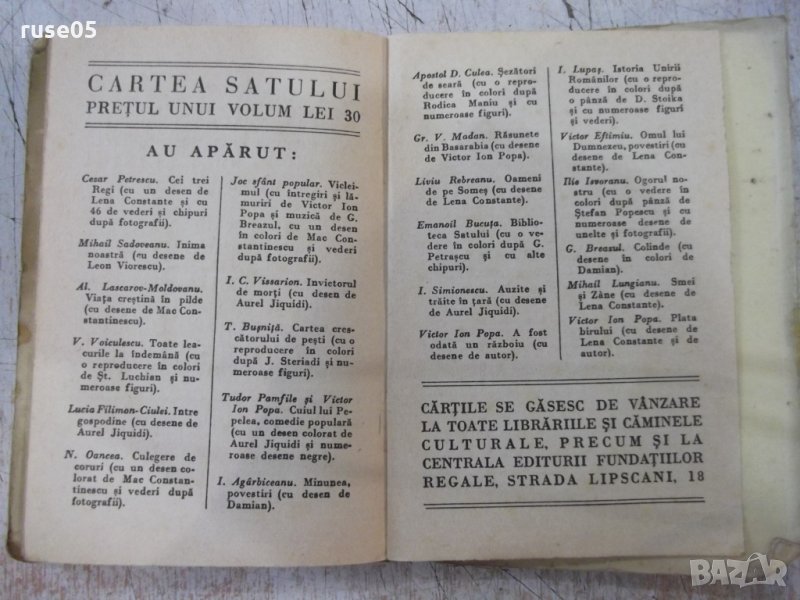 ruse05
CARTEA SATULUI
PREȚUL UNUI VOLUM LEI 30
AU APĂRUT:
Cezar Petrescu. Cei trei
Regi (cu un desen de
Lena Constante și cu
46 de vederi și chipuri
după fotografii).
Mihail Sadoveanu. Inima
noastră (cu desene de
Leon Viorescu).
Al. Lascarov-Moldovanu.
Viața creștină în pilde
(cu desene de Mac Con-
stantinescu).
V. Voiculescu. Toate lea-
curile la îndemână (cu
o reproducere în colori
de Șt. Luchian și nu-
meroase figuri).
Lucia Filimon-Ciulei. Intre
gospodine (cu desene de
Aurel Jiquidi).
N. Oancea. Culegere de
coruri (cu un desen co-
lorat de Mac Constan-
tinescu și vederi după
fotografii).
Joc sfânt popular. Viclei-
mul (cu întregiri și lă-
muriri de Victor Ion
Popa și muzică de G.
Breazul, cu un desen
în colori de Mac Con-
stantinescu și vederi
după fotografii).
I. C. Vissarion. Invictorul
de morți (cu desen de
Aurel Jiquidi).
T. Bușniță. Cartea cres-
cătorului de pești (cu o
reproducere în colori
după J. Steriadi și nu-
meroase figuri).
Tudor Pamfile și Victor
Ion Popa. Cuiul lui Pe-
pelea, comedie populară
(cu un desen colorat de
Aurel Jiquidi și nume-
roase desene negre).
I. Agârbiceanu. Minunea,
povestiri (cu desen de
Damian).
Apostol D. Culea. Șezători
de seară (cu o repro-
ducere în colori după
Rodica Maniu și cu
numeroase figuri).
Gr. V. Madan. Răsunete
din Basarabia (cu desene
de Victor Ion Popa).
Liviu Rebreanu. Oameni
de pe Someș (cu desene
de Lena Constante).
Emanoil Bucuța. Biblio-
teca Satului (cu o ve-
dere în colori după G.
Petrașcu și cu alte
chipuri).
I. Simionescu. Auzite și
trăite în țară (cu desene
de Aurel Jiquidi).
Victor Ion Popa. A fost
odată un războiu (cu
desene de autor).
I. Lupaș. Istoria Unirii
Românilor (cu o repro-
ducere în colori după
o pânză de D. Stoika
și cu numeroase figuri
și vederi).
Victor Eftimiu. Omul lui
Dumnezeu, povestiri (cu
desene de Lena Con-
stante).
Ilie Isvoranu. Ogorul no-
stru (cu o vedere în
colori după pânză de
Ștefan Popescu și cu
numeroase desene de
unelte și fotografii).
G. Breazul. Colinde (cu
desene în colori de
Damian).
Mihail Lungianu. Smei
și Zâne (cu desene de
Lena Constante).
Victor Ion Popa. Plata
birului (cu desene de
Lena Constante și de
autor).
CĂRȚILE SE GĂSESC DE VÂNZARE
LA TOATE LIBRĂRIILE ȘI CĂMINELE
CULTURALE, PRECUM ȘI LA
CENTRALA EDITURII FUNDAȚIILOR
REGALE, STRADA LIPSCANI, 18
BAZAR